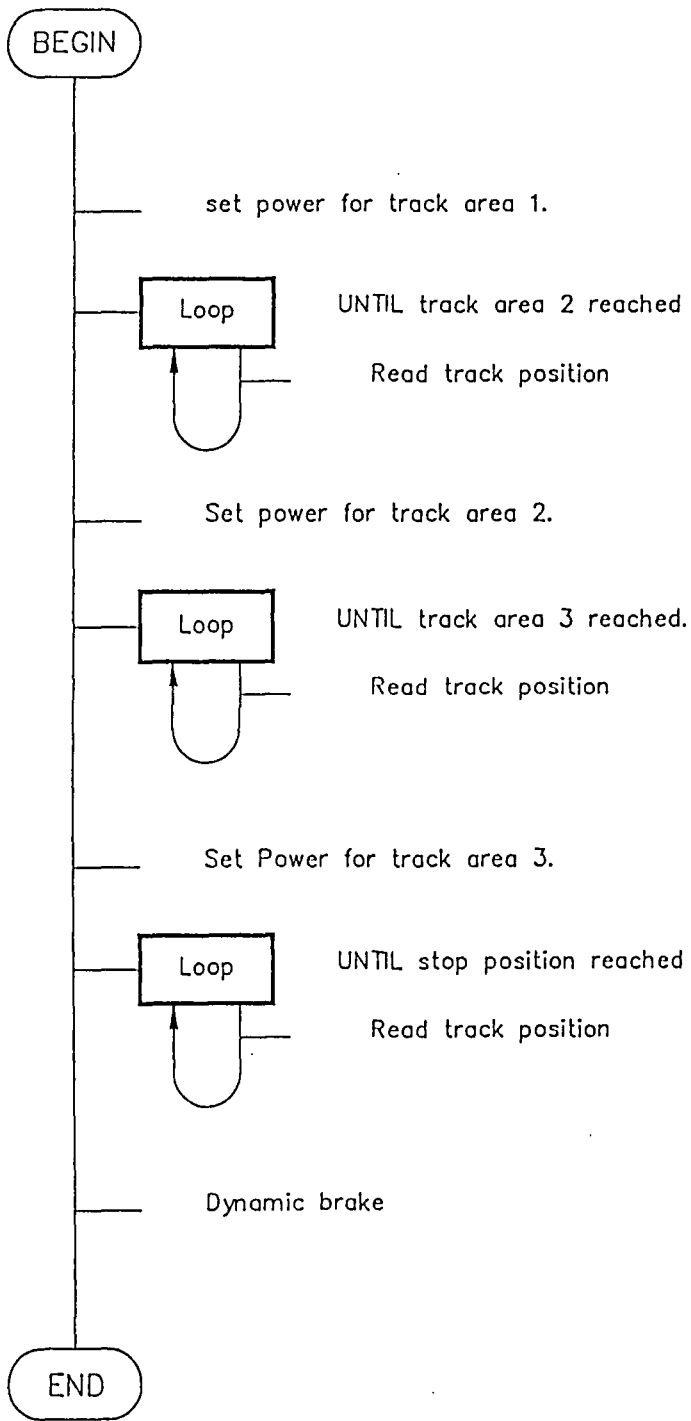 BEGIN
set power for track area 1.
Loop UNTIL track area 2 reached
Read track position
Set power for track area 2.
Loop UNTIL track area 3 reached.
Read track position
Set Power for track area 3.
Loop UNTIL stop position reached
Read track position
Dynamic brake
END